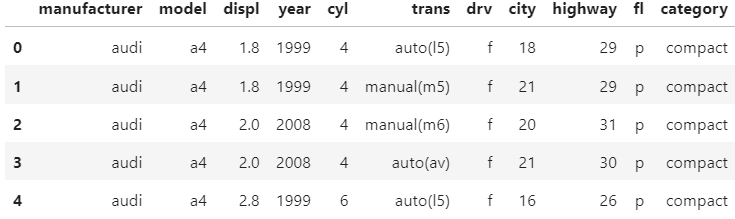 manufacturer model displ year cyl trans drv city highway fl category
0 audi a4 1.8 1999 4 auto(l5) f 18 29 p compact
1 audi a4 1.8 1999 4 manual(m5) f 21 29 p compact
2 audi a4 2.0 2008 4 manual(m6) f 20 31 p compact
3 audi a4 2.0 2008 4 auto(av) f 21 30 p compact
4 audi a4 2.8 1999 6 auto(l5) f 16 26 p compact